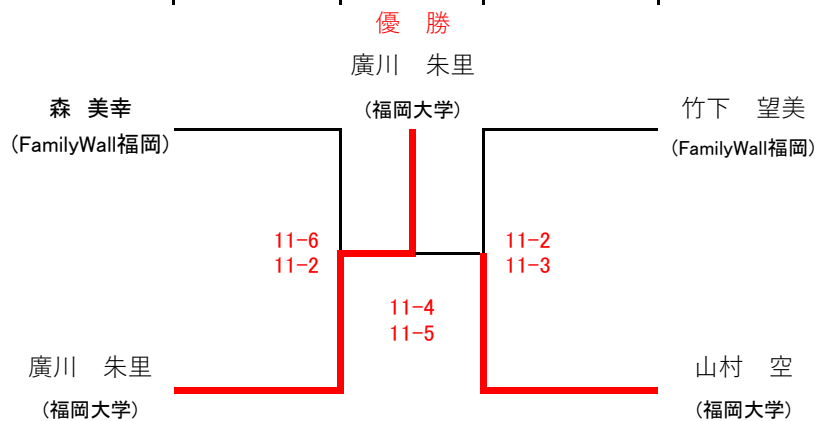 優　勝
廣川　朱里
(福岡大学)
森 美幸
(FamilyWall福岡)
竹下　望美
(FamilyWall福岡)
11-6
11-2
11-2
11-3
11-4
11-5
廣川　朱里
(福岡大学)
山村　空
(福岡大学)